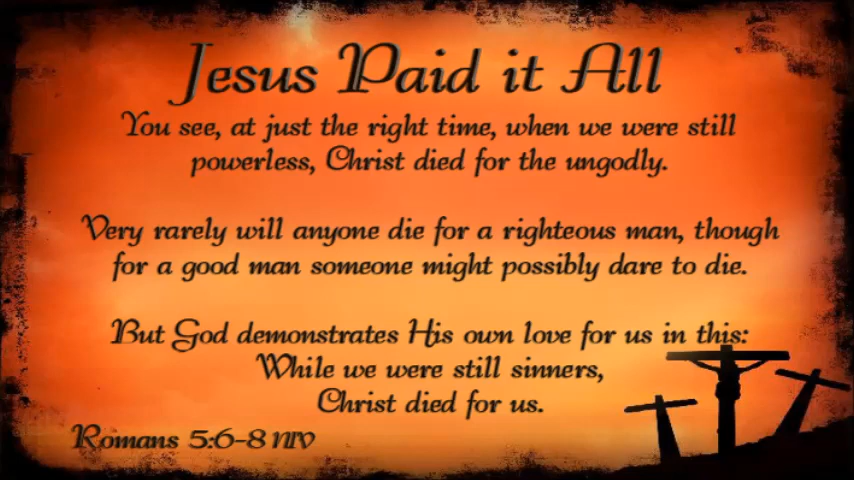 Jesus Paid it All
You see, at just the right time, when we were still
powerless, Christ died for the ungodly.
Very rarely will anyone die for a righteous man, though
for a good man someone might possibly dare to die.
But God demonstrates His own love for us in this:
While we were still sinners,
Christ died for us.
Romans 5:6-8 NIV